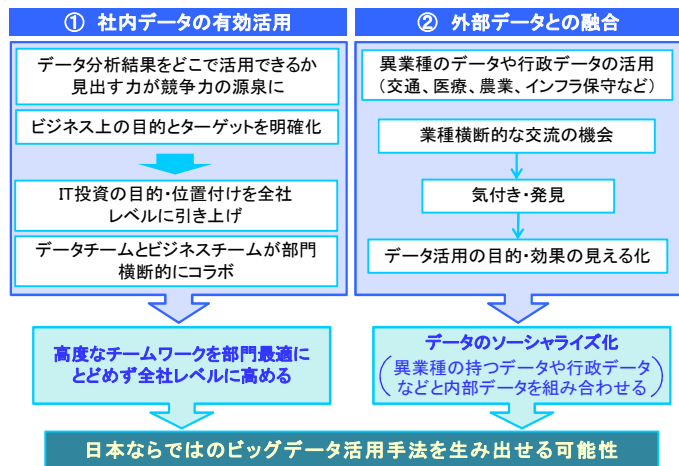 ① 社内データの有効活用
データ分析結果をどこで活用できるか
見出す力が競争力の源泉に
ビジネス上の目的とターゲットを明確化
IT投資の目的・位置付けを全社
レベルに引き上げ
データチームとビジネスチームが部門
横断的にコラボ
高度なチームワークを部門最適に
とどめず全社レベルに高める
② 外部データとの融合
異業種のデータや行政データの活用
（交通、医療、農業、インフラ保守など）
業種横断的な交流の機会
気付き・発見
データ活用の目的・効果の見える化
データのソーシャライズ化
（異業種の持つデータや行政データ
などと内部データを組み合わせる）
日本ならではのビッグデータ活用手法を生み出せる可能性